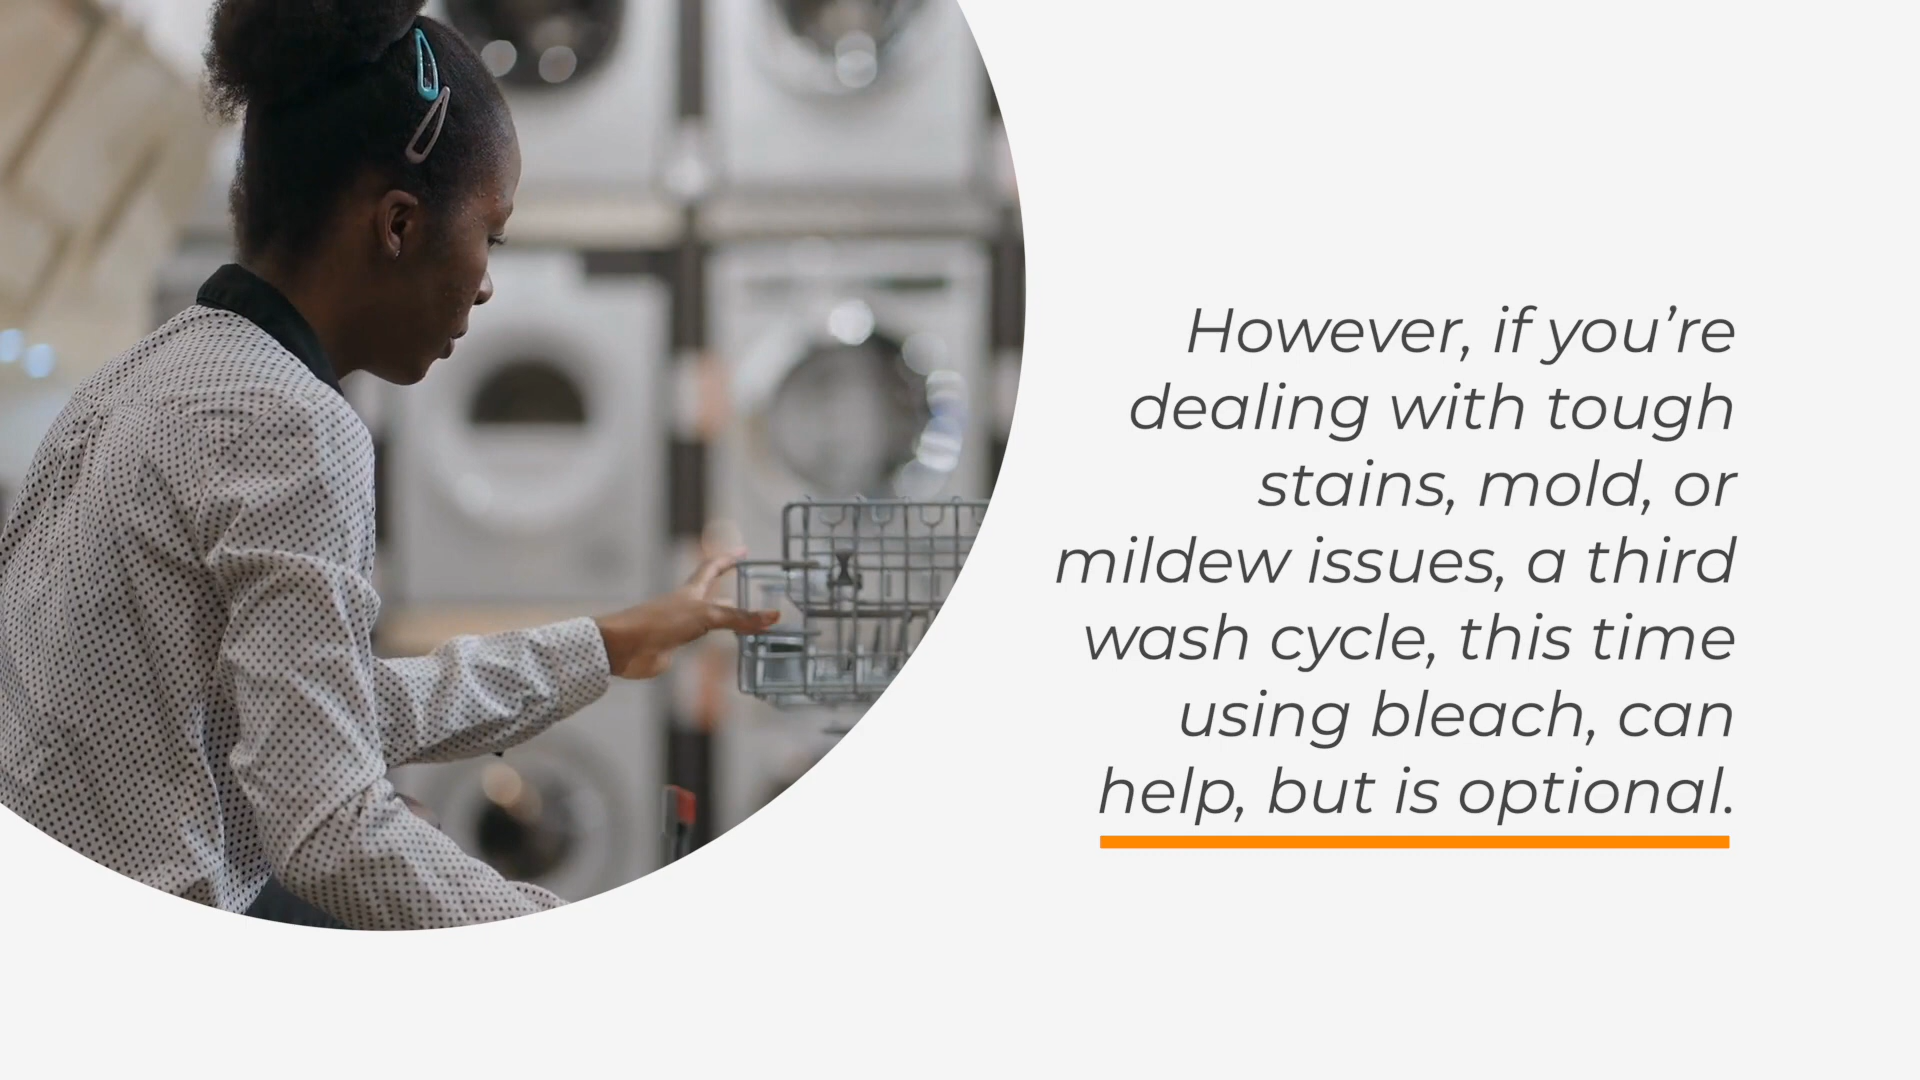 However, if you’re
dealing with tough
stains, mold, or
mildew issues, a third
wash cycle, this time
using bleach, can
help, but is optional.